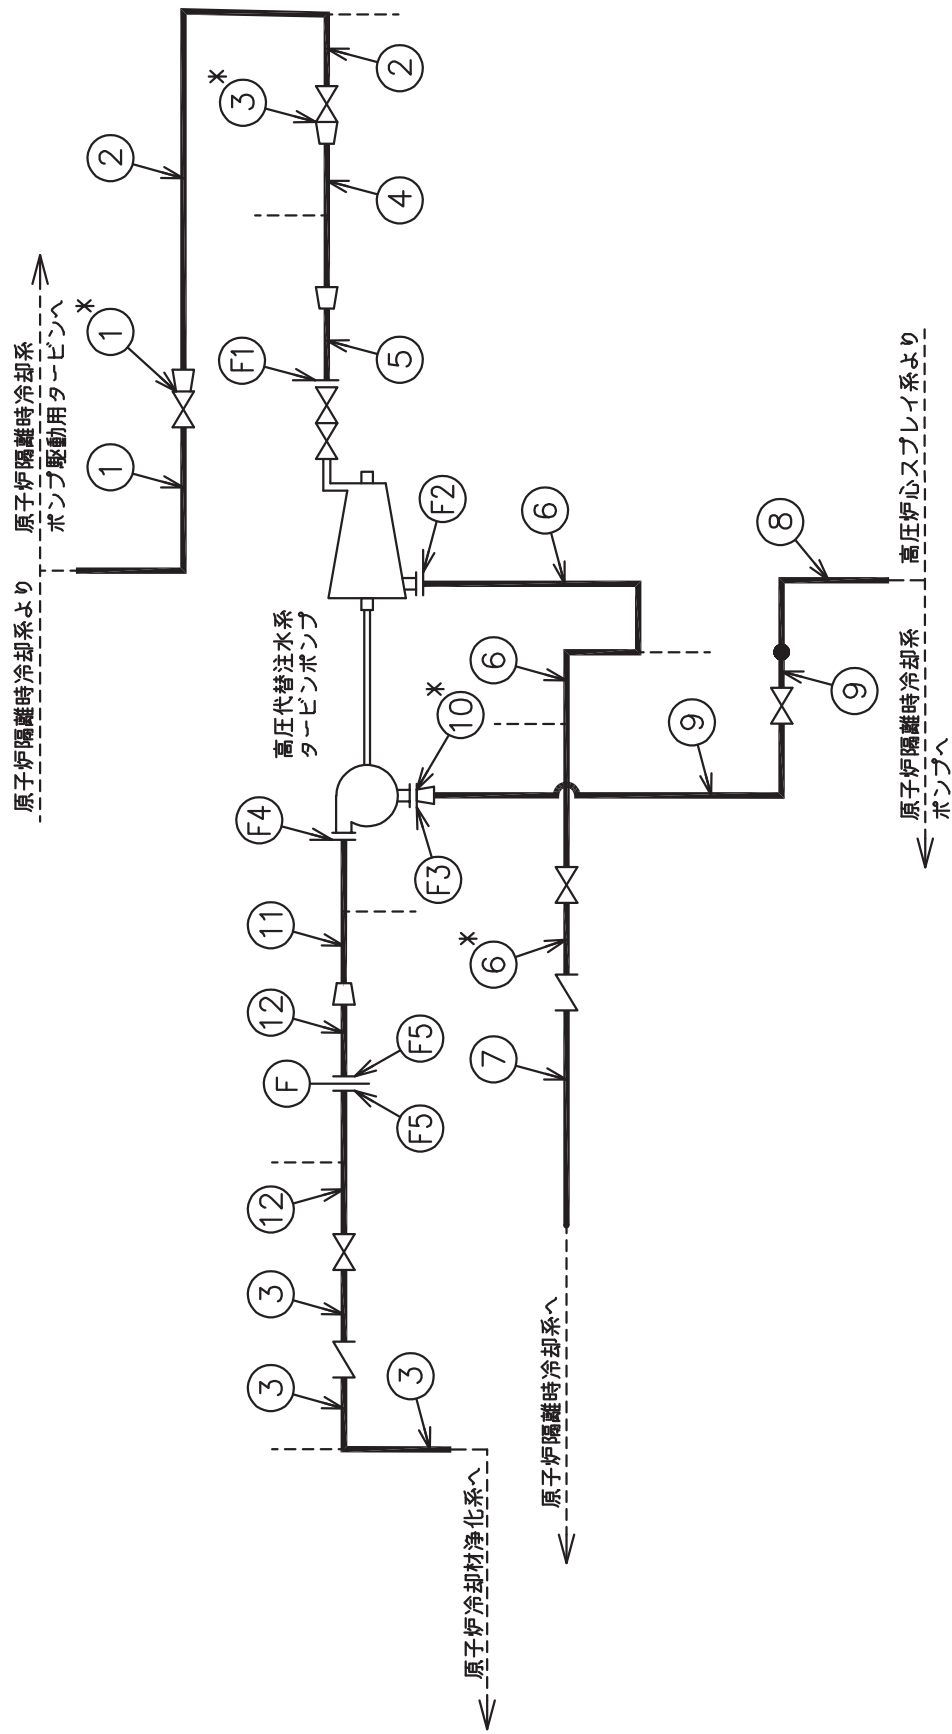 原子炉隔離時冷却系より
原子炉隔離時冷却系
ポンプ駆動用タービンへ
1
1
*
2
2
3
*
4
5
F1
高圧代替注水系
タービンポンプ
F2
6
6
10
*
F3
F4
9
9
8
高圧炉心スプレイ系より
原子炉隔離時冷却系
ポンプへ
11
12
F
F5
F5
12
3
3
3
6
*
7
原子炉隔離時冷却系へ
原子炉冷却材浄化系へ